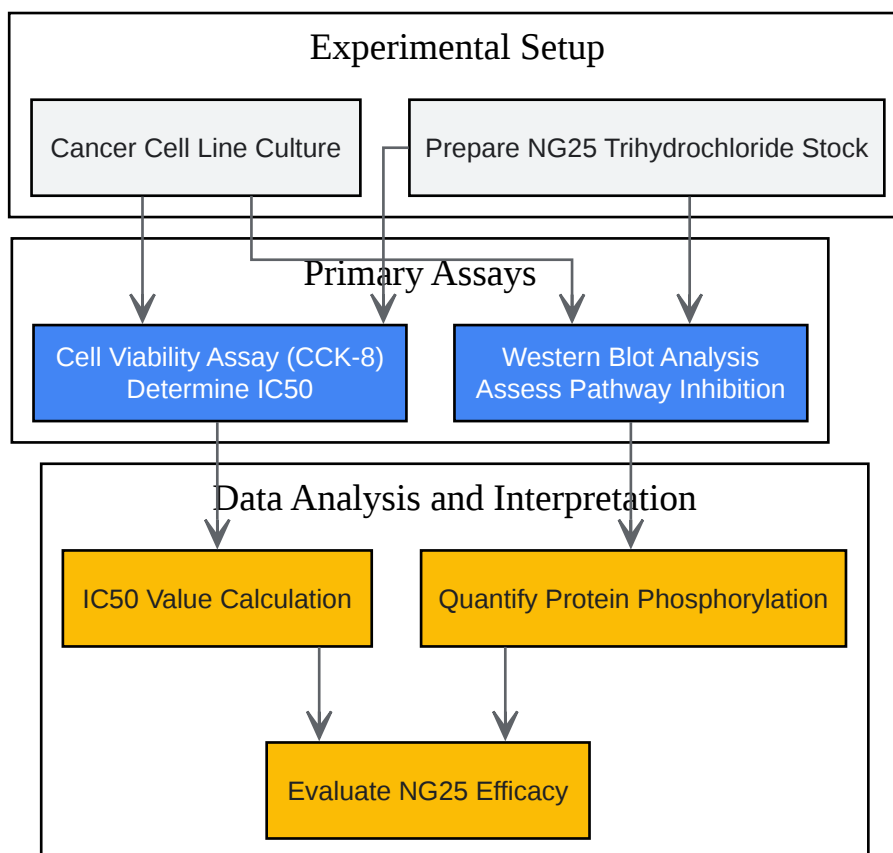 Experimental Setup
Cancer Cell Line Culture
Prepare NG25 Trihydrochloride Stock
Primary Assays
Cell Viability Assay (CCK-8)
Determine IC50
Western Blot Analysis
Assess Pathway Inhibition
Data Analysis and Interpretation
IC50 Value Calculation
Quantify Protein Phosphorylation
Evaluate NG25 Efficacy